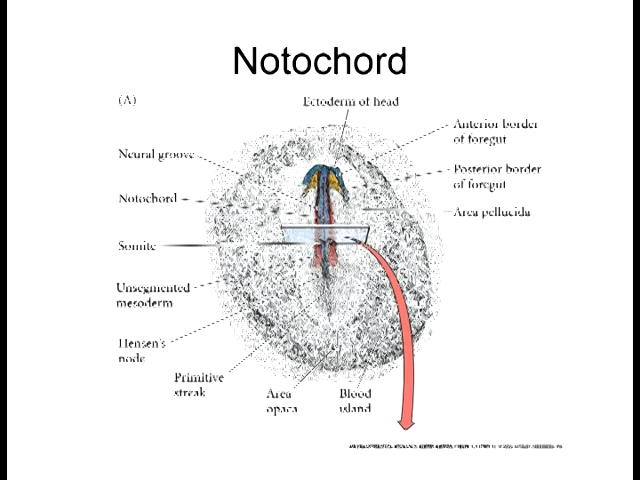 Notochord
(A)
Ectoderm of head
Anterior border
of foregut
Neural groove
Posterior border
of foregut
Notochord
Area pellucida
Somite
Unsegmented
mesoderm
Hensen's
node
Primitive
streak
Area
opaca
Blood
island